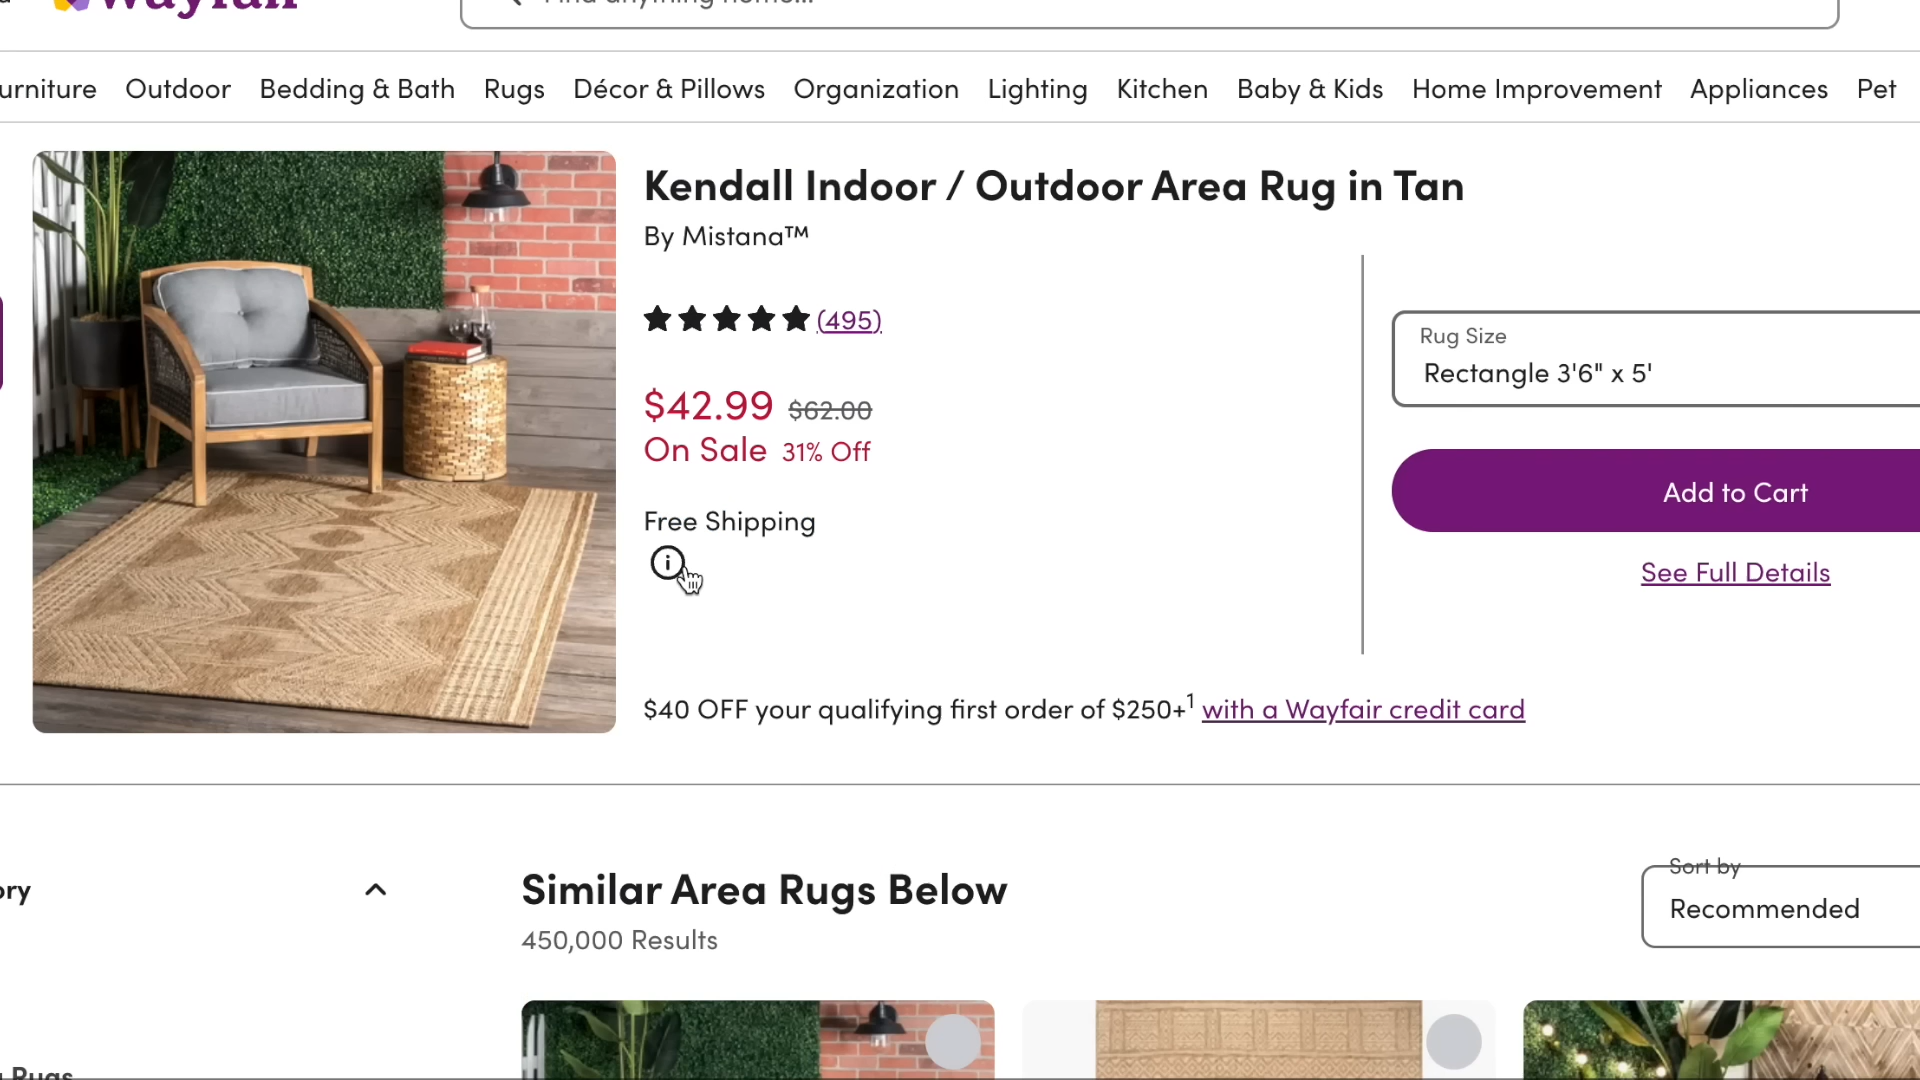 Furniture Outdoor Bedding & Bath Rugs Décor & Pillows Organization Lighting Kitchen Baby & Kids Home Improvement Appliances Pet
Kendall Indoor / Outdoor Area Rug in Tan
By Mistana™
(495)
$42.99 $62.00
On Sale 31% Off
Free Shipping
Rug Size
Rectangle 3'6" x 5'
Add to Cart
See Full Details
$40 OFF your qualifying first order of $250+¹ with a Wayfair credit card
Similar Area Rugs Below
450,000 Results
Sort by
Recommended
Rugs